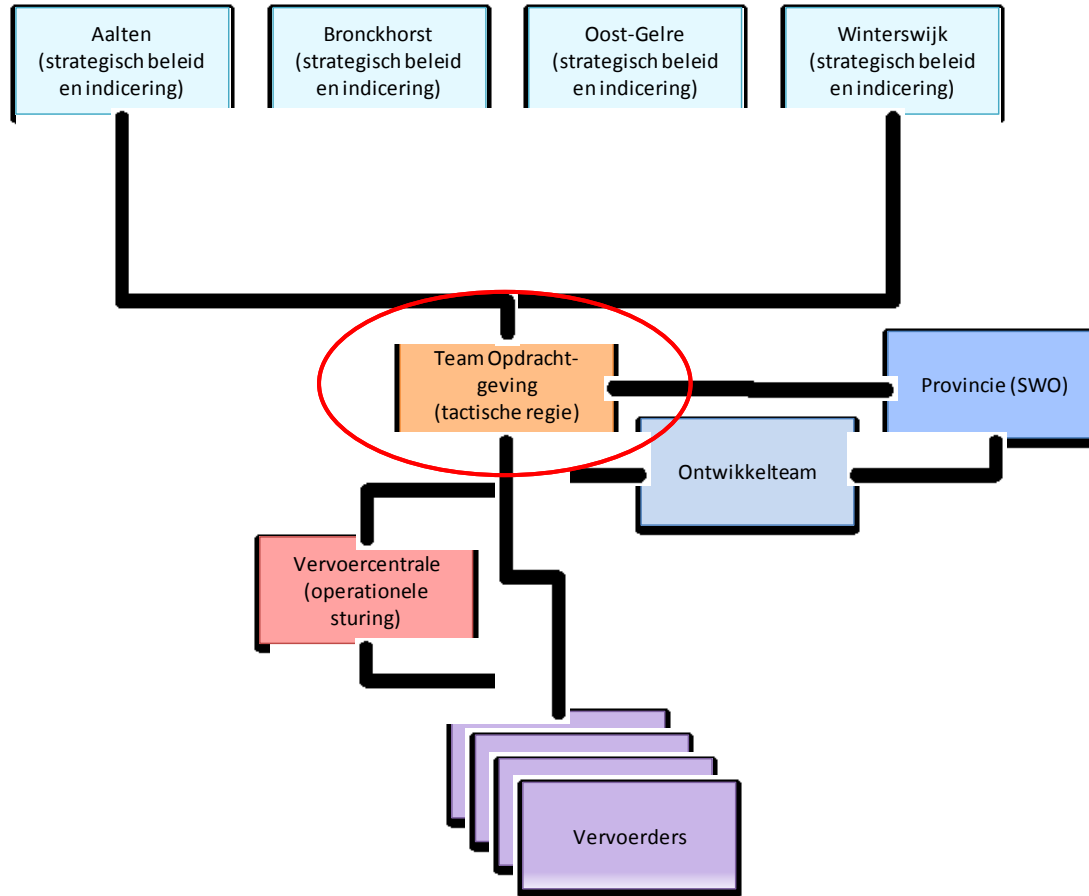 Aalten
(strategisch beleid
en indicering)
Bronckhorst
(strategisch beleid
en indicering)
Oost-Gelre
(strategisch beleid
en indicering)
Winterswijk
(strategisch beleid
en indicering)
Team Opdracht-
geving
(tactische regie)
Provincie (SWO)
Ontwikkelteam
Vervoercentrale
(operationele
sturing)
Vervoerders